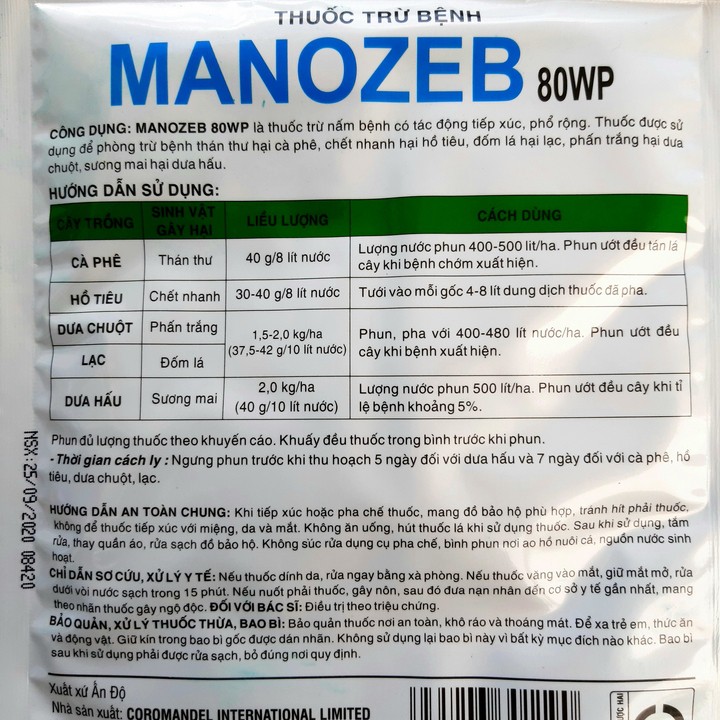 THUỐC TRỪ BỆNH
MANOZEB 80WP
CÔNG DỤNG: MANOZEB 80WP là thuốc trừ nấm bệnh có tác động tiếp xúc, phổ rộng. Thuốc được sử
dụng để phòng trừ bệnh thán thư hại cà phê, chết nhanh hại hồ tiêu, đốm lá hại lạc, phấn trắng hại dưa
chuột, sương mai hại dưa hấu.
HƯỚNG DẪN SỬ DỤNG:
CÂY TRỒNG SINH VẬT GÂY HẠI LIỀU LƯỢNG CÁCH DÙNG
CÀ PHÊ Thán thư 40 g/8 lít nước Lượng nước phun 400-500 lit/ha. Phun ướt đều tán lá
cây khi bệnh chớm xuất hiện.
HỒ TIÊU Chết nhanh 30-40 g/8 lít nước Tưới vào mỗi gốc 4-8 lít dung dịch thuốc đã pha.
DƯA CHUỘT Phấn trắng 1,5-2,0 kg/ha Phun, pha với 400-480 lít nước/ha. Phun ướt đều
(37,5-42 g/10 lít nước) cây khi bệnh xuất hiện.
LẠC Đốm lá
DƯA HẤU Sương mai 2,0 kg/ha Lượng nước phun 500 lít/ha. Phun ướt đều cây khi tỉ
(40 g/10 lít nước) lệ bệnh khoảng 5%.
Phun đủ lượng thuốc theo khuyến cáo. Khuấy đều thuốc trong bình trước khi phun.
- Thời gian cách ly : Ngưng phun trước khi thu hoạch 5 ngày đối với dưa hấu và 7 ngày đối với cà phê, hồ
tiêu, dưa chuột, lạc.
NSX:25/09/2020 08420
HƯỚNG DẪN AN TOÀN CHUNG: Khi tiếp xúc hoặc pha chế thuốc, mang đồ bảo hộ phù hợp, tránh hít phải thuốc,
không để thuốc tiếp xúc với miệng, da và mắt. Không ăn uống, hút thuốc lá khi sử dụng thuốc. Sau khi sử dụng, tắm
rửa, thay quần áo, rửa sạch đồ bảo hộ. Không súc rửa dụng cụ pha chế, bình phun nơi ao hồ nuôi cá, nguồn nước sinh
hoạt.
CHỈ DẪN SƠ CỨU, XỬ LÝ Y TẾ: Nếu thuốc dính da, rửa ngay bằng xà phòng. Nếu thuốc văng vào mắt, giữ mắt mở, rửa
dưới vòi nước sạch trong 15 phút. Nếu nuốt phải thuốc, gây nôn, sau đó đưa nạn nhân đến cơ sở y tế gần nhất, mang
theo nhãn thuốc gây ngộ độc. ĐỐI VỚI BÁC SĨ: Điều trị theo triệu chứng.
BẢO QUẢN, XỬ LÝ THUỐC THỪA, BAO BÌ: Bảo quản thuốc nơi an toàn, khô ráo và thoáng mát. Để xa trẻ em, thức ăn
và động vật. Giữ kín trong bao bì gốc được dán nhãn. Không sử dụng lại bao bì này vì bất kỳ mục đích nào khác. Bao bì
sau khi sử dụng phải được rửa sạch, bỏ đúng nơi quy định.
Xuất xứ Ấn Độ
Nhà sản xuất: COROMANDEL INTERNATIONAL LIMITED